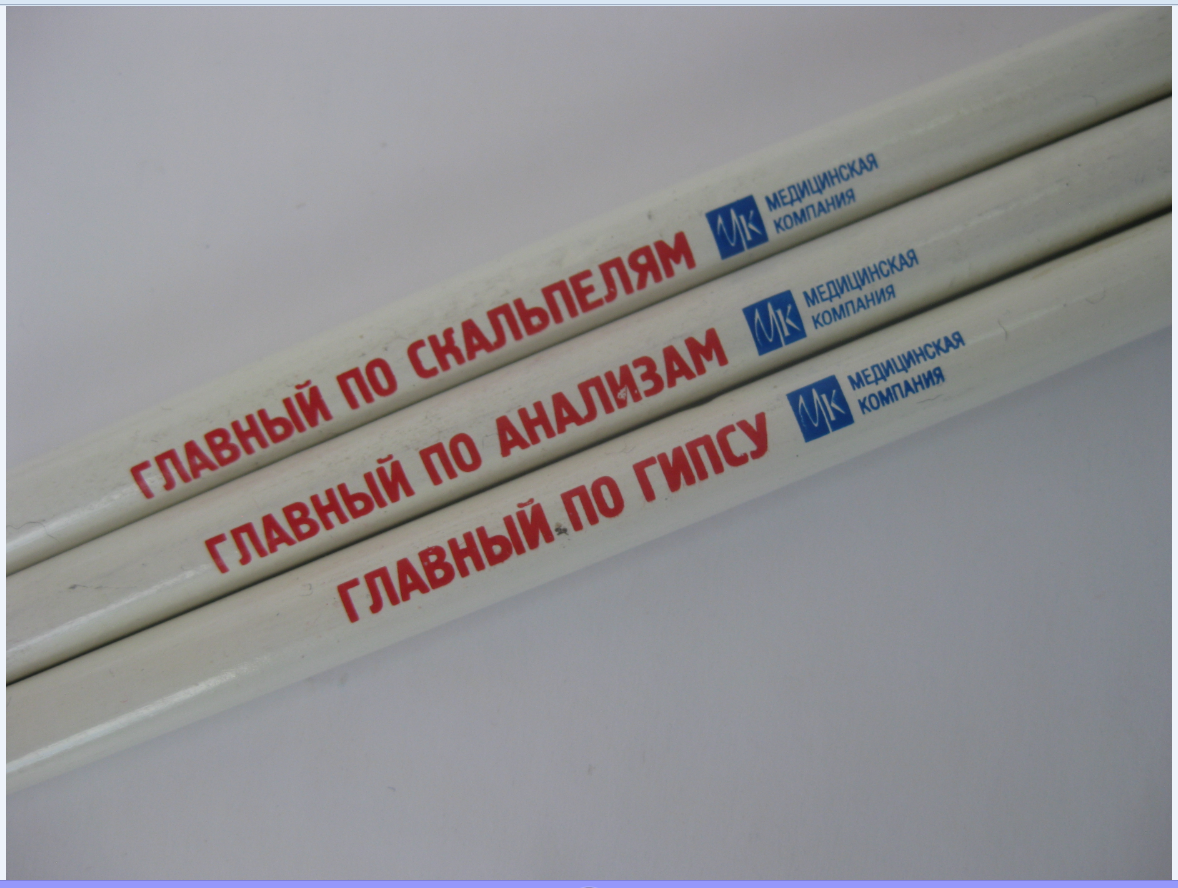 ГЛАВНЫЙ ПО СКАЛЬПЕЛЯМ
МК
МЕДИЦИНСКАЯ
КОМПАНИЯ
ГЛАВНЫЙ ПО АНАЛИЗАМ
МК
МЕДИЦИНСКАЯ
КОМПАНИЯ
ГЛАВНЫЙ ПО ГИПСУ
МК
МЕДИЦИНСКАЯ
КОМПАНИЯ